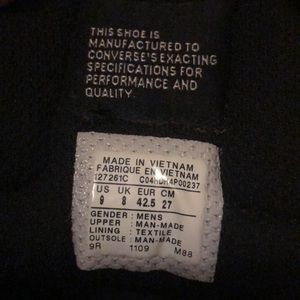 THIS SHOE IS
MANUFACTURED TO
CONVERSE'S EXACTING
SPECIFICATIONS FOR
PERFORMANCE AND
QUALITY.
MADE IN VIETNAM
FABRIQUE EN VIETNAM
127261C
US UK EUR CM
9 8 42.5 27
GENDER : MENS
UPPER : MAN-MADE
LINING : TEXTILE
OUTSOLE : MAN-MADE
9R 1109 M88